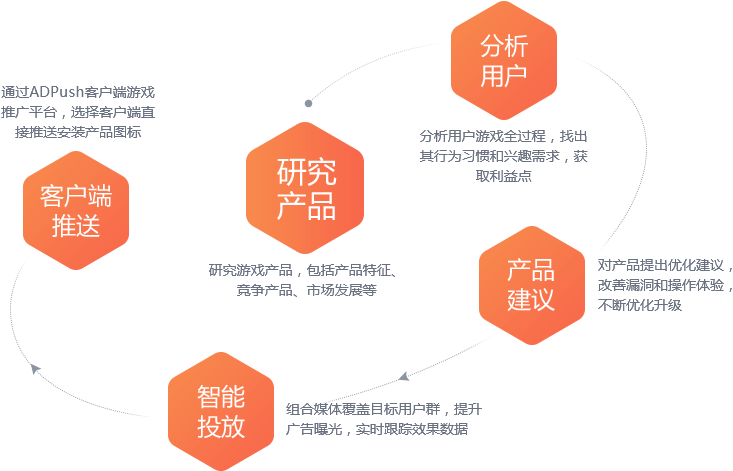 分析
用户
分析用户游戏全过程，找出
其行为习惯和兴趣需求，获
取利益点
通过ADPush客户端游戏
推广平台，选择客户端直
接推送安装产品图标
客户端
推送
研究
产品
研究游戏产品，包括产品特征、
竞争产品、市场发展等
产品
建议
对产品提出优化建议，
改善漏洞和操作体验，
不断优化升级
智能
投放
组合媒体覆盖目标用户群，提升
广告曝光，实时跟踪效果数据